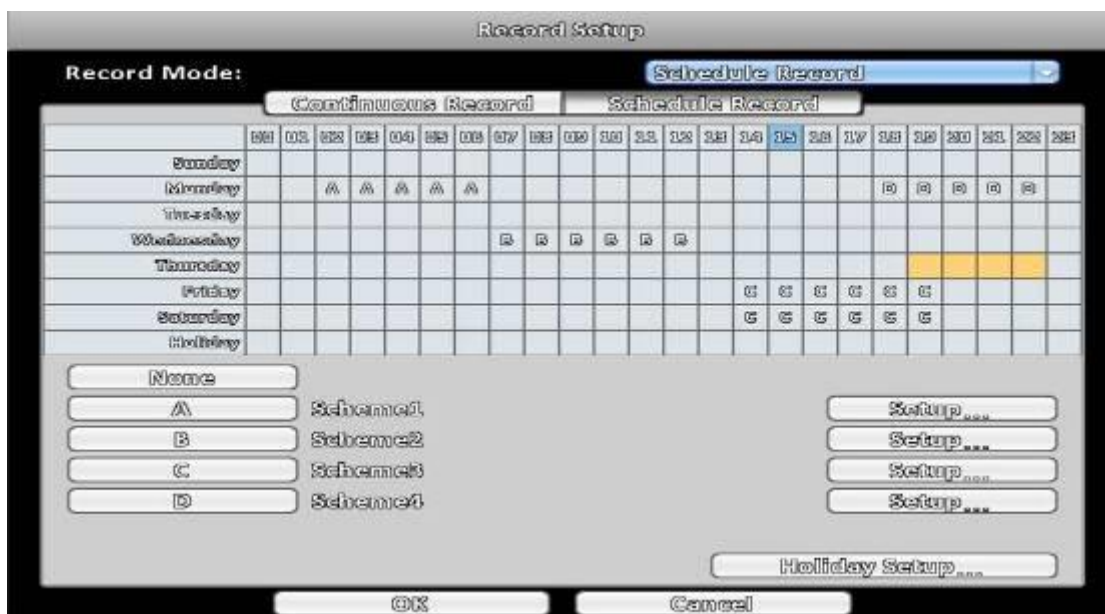 Record Setup
Record Mode: Schedule Record
Continuous Record Schedule Record
00 01 02 03 04 05 06 07 08 09 10 11 12 13 14 15 16 17 18 19 20 21 22 23
Sunday
Monday A A A A A D D D D D
Tuesday
Wednesday B B B B B B
Thursday
Friday C C C C C C
Saturday C C C C C C
Holiday
None
A Scheme1 Setup...
B Scheme2 Setup...
C Scheme3 Setup...
D Scheme4 Setup...
Holiday Setup...
OK Cancel